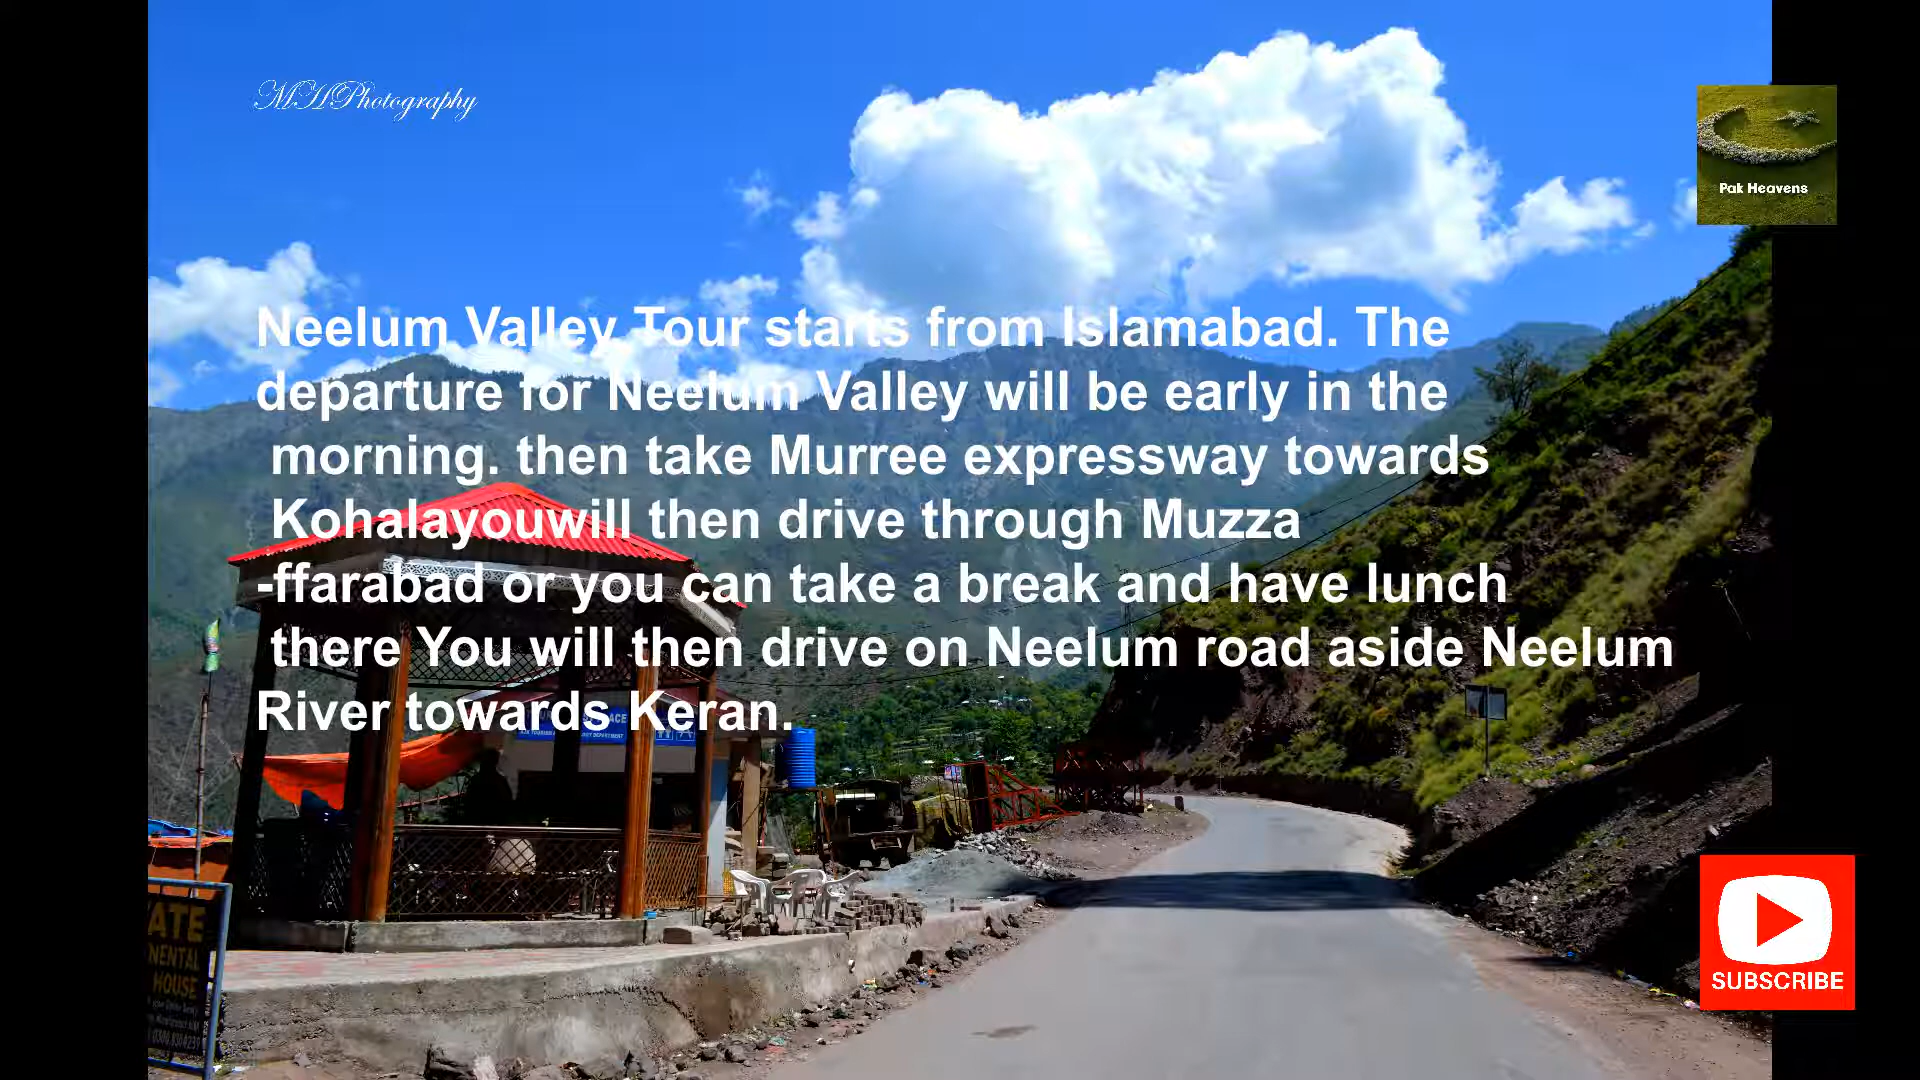 MHPhotography
Pak Heavens
Neelum Valley Tour starts from Islamabad. The
departure for Neelum Valley will be early in the
morning. then take Murree expressway towards
Kohalayouwill then drive through Muzza
-ffarabad or you can take a break and have lunch
there You will then drive on Neelum road aside Neelum
River towards Keran.
ATE
NENTAL
HOUSE
SUBSCRIBE